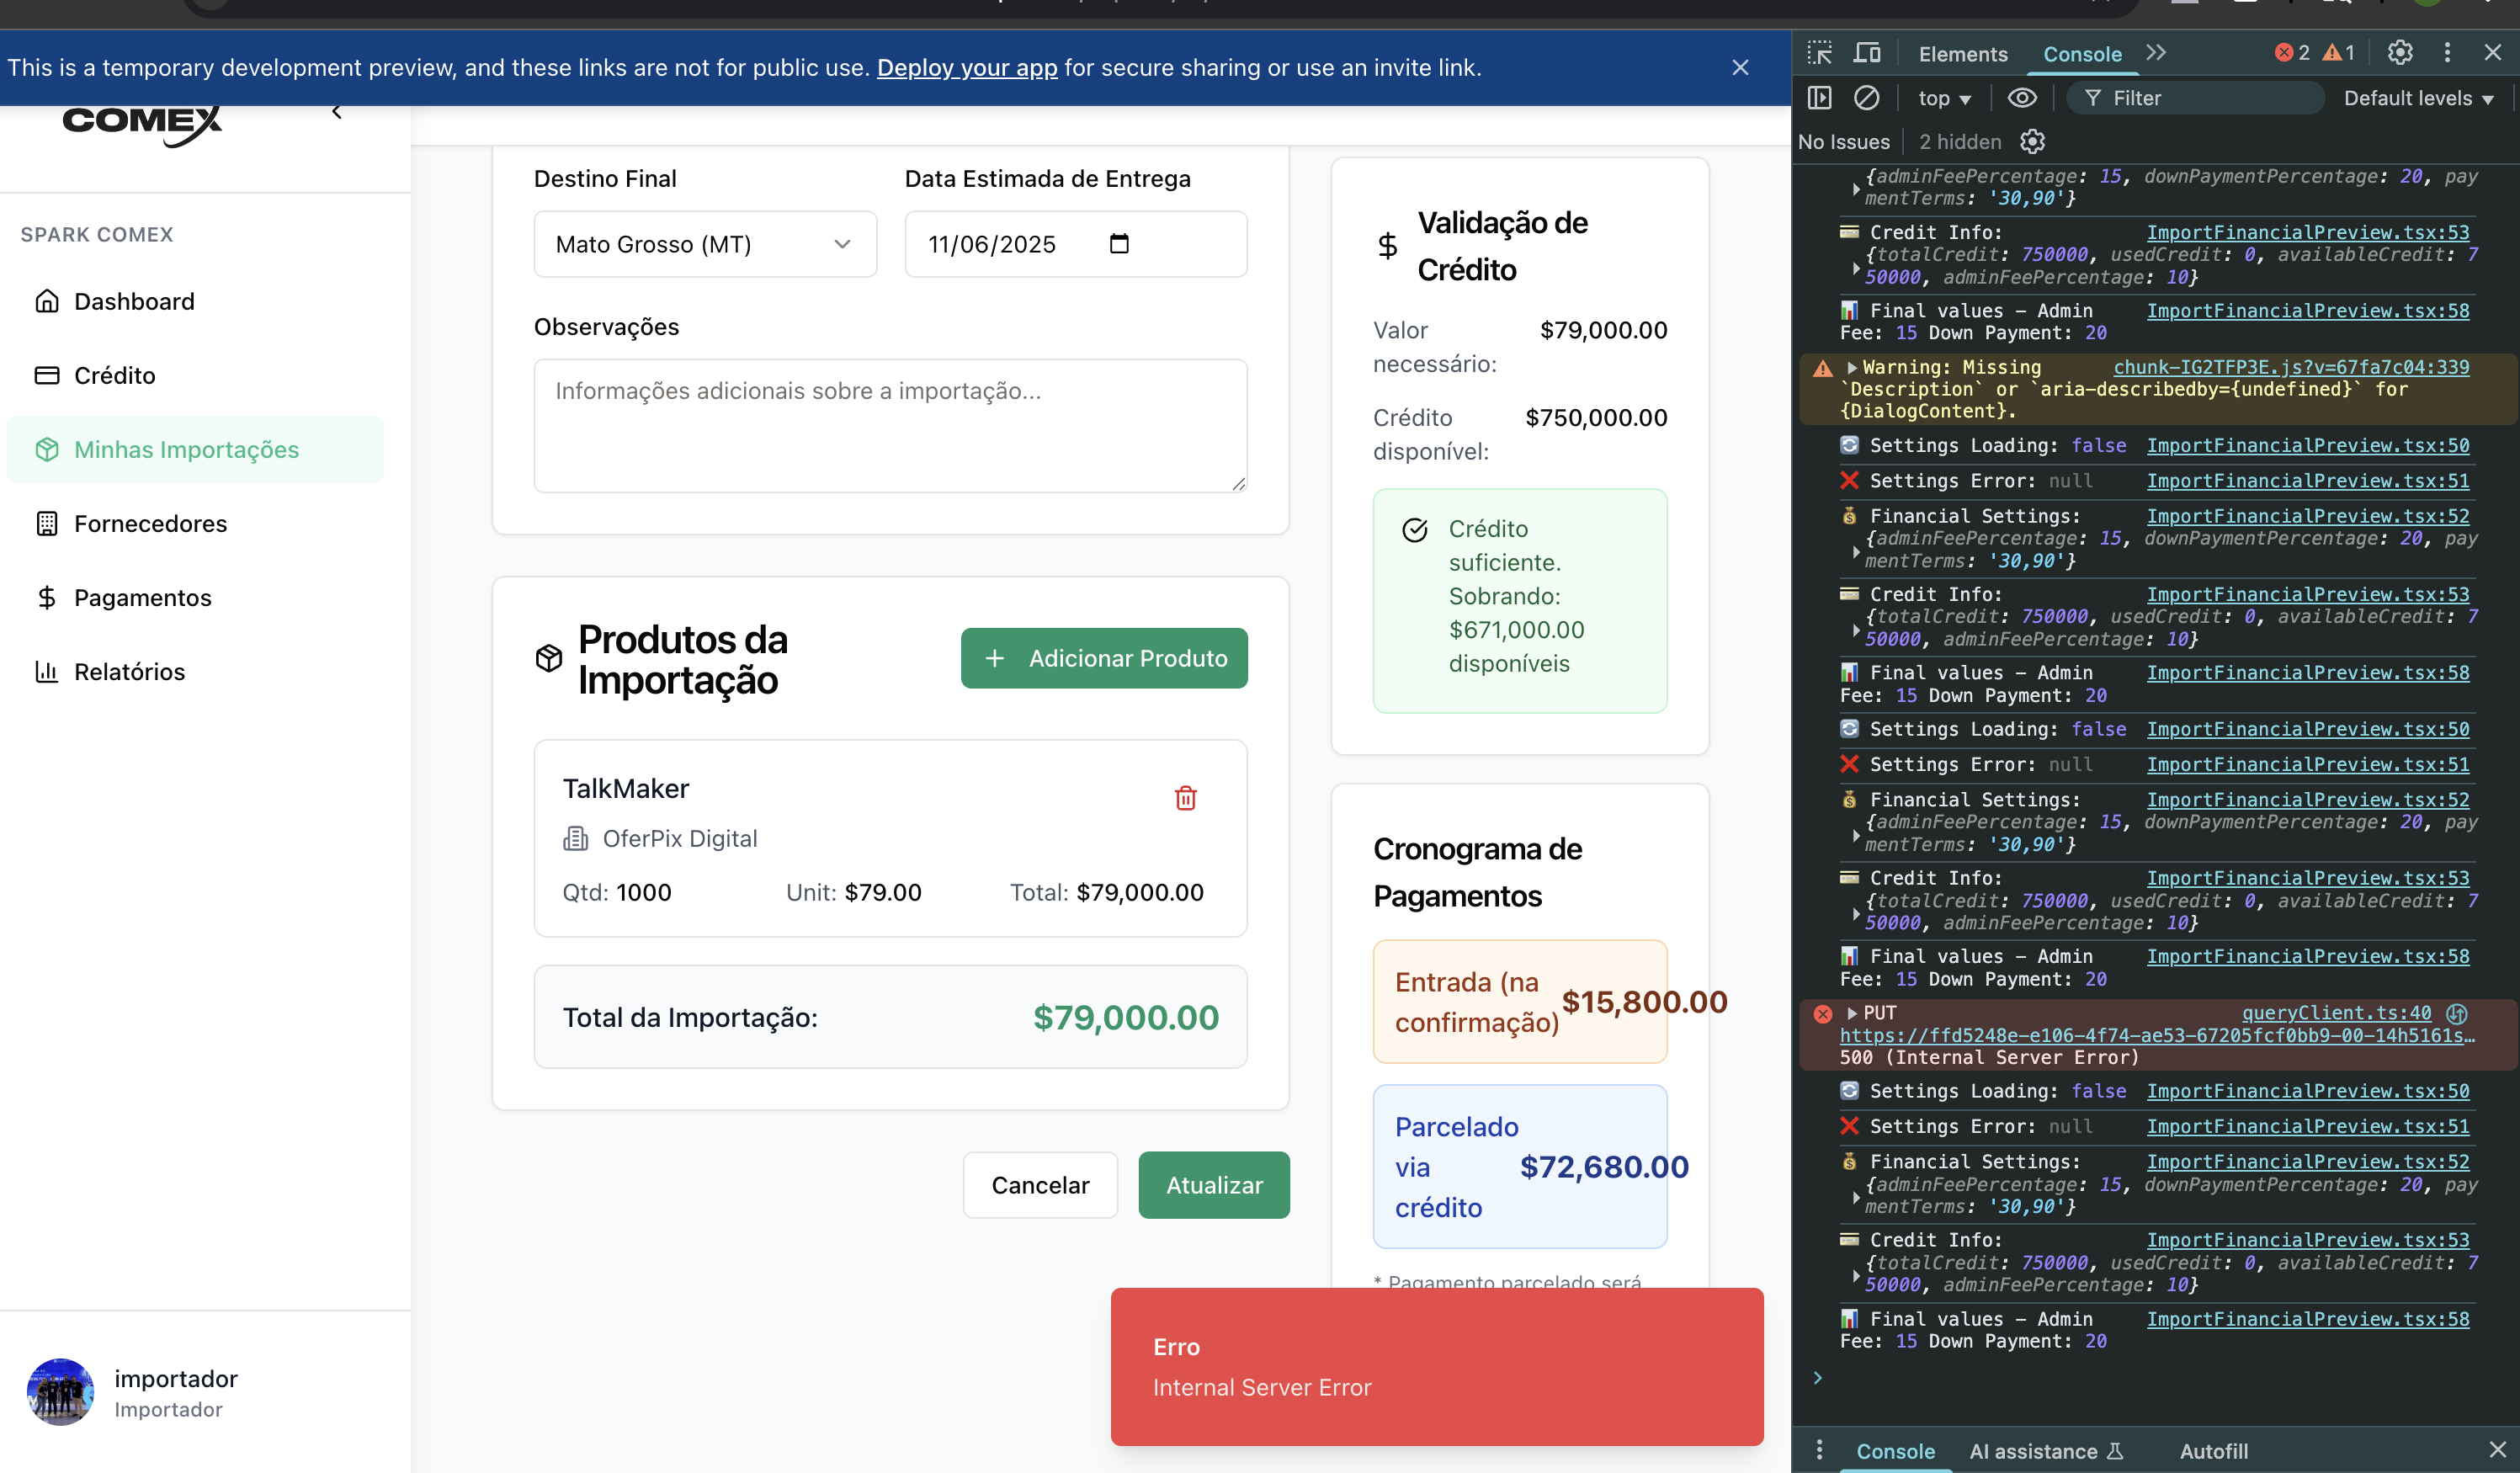 This is a temporary development preview, and these links are not for public use. Deploy your app for secure sharing or use an invite link.
COMEX
SPARK COMEX
Dashboard
Crédito
Minhas Importações
Fornecedores
Pagamentos
Relatórios
importador
Importador
Destino Final
Data Estimada de Entrega
Mato Grosso (MT)
11/06/2025
Observações
Informações adicionais sobre a importação...
Produtos da
Importação
+ Adicionar Produto
TalkMaker
OferPix Digital
Qtd: 1000 Unit: $79.00 Total: $79,000.00
Total da Importação: $79,000.00
Cancelar
Atualizar
Validação de
Crédito
Valor
necessário:
$79,000.00
Crédito
disponível:
$750,000.00
Crédito
suficiente.
Sobrando:
$671,000.00
disponíveis
Cronograma de
Pagamentos
Entrada (na
confirmação)
$15,800.00
Parcelado
via
crédito
$72,680.00
* Pagamento parcelado será
Erro
Internal Server Error
Elements Console 2 1
top Filter Default levels
No Issues 2 hidden
{adminFeePercentage: 15, downPaymentPercentage: 20, pay
mentTerms: '30,90'}
Credit Info: ImportFinancialPreview.tsx:53
{totalCredit: 750000, usedCredit: 0, availableCredit: 7
50000, adminFeePercentage: 10}
Final values – Admin ImportFinancialPreview.tsx:58
Fee: 15 Down Payment: 20
Warning: Missing chunk-IG2TFP3E.js?v=67fa7c04:339
`Description` or `aria-describedby={undefined}` for
{DialogContent}.
Settings Loading: false ImportFinancialPreview.tsx:50
Settings Error: null ImportFinancialPreview.tsx:51
Financial Settings: ImportFinancialPreview.tsx:52
{adminFeePercentage: 15, downPaymentPercentage: 20, pay
mentTerms: '30,90'}
Credit Info: ImportFinancialPreview.tsx:53
{totalCredit: 750000, usedCredit: 0, availableCredit: 7
50000, adminFeePercentage: 10}
Final values – Admin ImportFinancialPreview.tsx:58
Fee: 15 Down Payment: 20
Settings Loading: false ImportFinancialPreview.tsx:50
Settings Error: null ImportFinancialPreview.tsx:51
Financial Settings: ImportFinancialPreview.tsx:52
{adminFeePercentage: 15, downPaymentPercentage: 20, pay
mentTerms: '30,90'}
Credit Info: ImportFinancialPreview.tsx:53
{totalCredit: 750000, usedCredit: 0, availableCredit: 7
50000, adminFeePercentage: 10}
Final values – Admin ImportFinancialPreview.tsx:58
Fee: 15 Down Payment: 20
PUT queryClient.ts:40
https://ffd5248e-e106-4f74-ae53-67205fcf0bb9-00-14h5161s…
500 (Internal Server Error)
Settings Loading: false ImportFinancialPreview.tsx:50
Settings Error: null ImportFinancialPreview.tsx:51
Financial Settings: ImportFinancialPreview.tsx:52
{adminFeePercentage: 15, downPaymentPercentage: 20, pay
mentTerms: '30,90'}
Credit Info: ImportFinancialPreview.tsx:53
{totalCredit: 750000, usedCredit: 0, availableCredit: 7
50000, adminFeePercentage: 10}
Final values – Admin ImportFinancialPreview.tsx:58
Fee: 15 Down Payment: 20
Console AI assistance Autofill